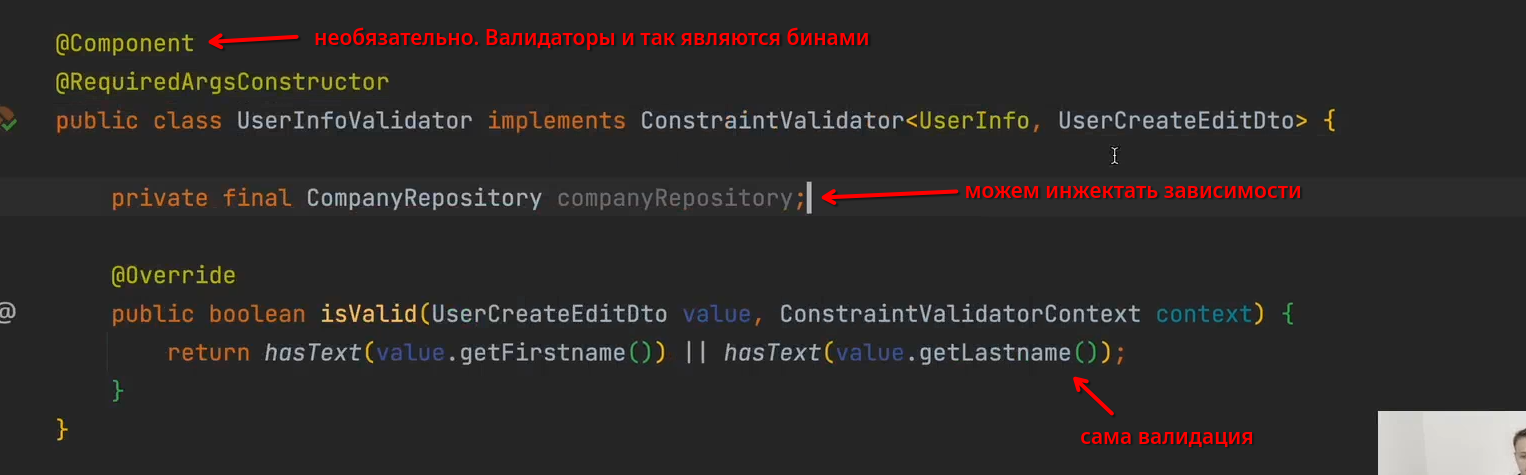 @Component необязательно. Валидаторы и так являются бинами
@RequiredArgsConstructor
public class UserInfoValidator implements ConstraintValidator<UserInfo, UserCreateEditDto> {
private final CompanyRepository companyRepository; можем инжектать зависимости
@Override
@ public boolean isValid(UserCreateEditDto value, ConstraintValidatorContext context) {
return hasText(value.getFirstname()) || hasText(value.getLastname());
}
сама валидация
}